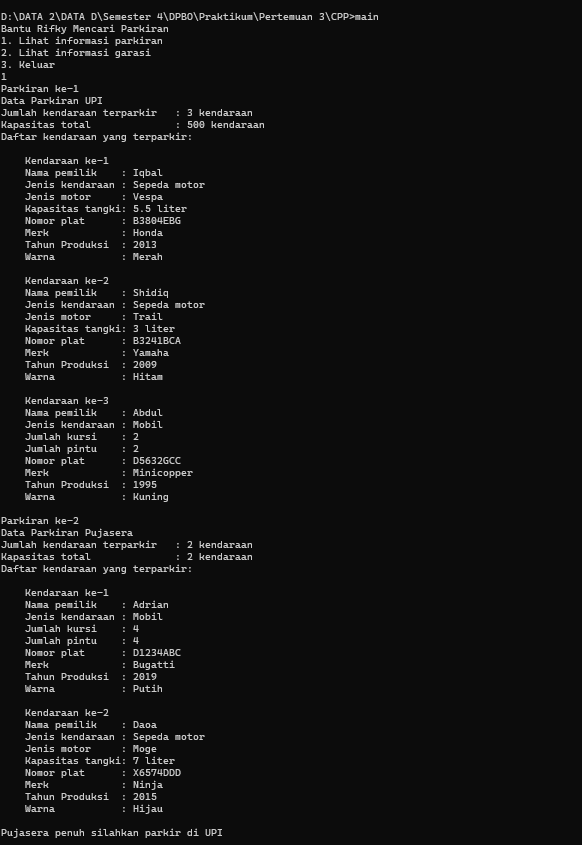 D:\DATA 2\DATA D\Semester 4\DPBO\Praktikum\Pertemuan 3\CPP>main
Bantu Rifky Mencari Parkiran
1. Lihat informasi parkiran
2. Lihat informasi garasi
3. Keluar
1
Parkiran ke-1
Data Parkiran UPI
Jumlah kendaraan terparkir   : 3 kendaraan
Kapasitas total              : 500 kendaraan
Daftar kendaraan yang terparkir:

    Kendaraan ke-1
    Nama pemilik    : Iqbal
    Jenis kendaraan : Sepeda motor
    Jenis motor     : Vespa
    Kapasitas tangki: 5.5 liter
    Nomor plat      : B3804EBG
    Merk            : Honda
    Tahun Produksi  : 2013
    Warna           : Merah

    Kendaraan ke-2
    Nama pemilik    : Shidiq
    Jenis kendaraan : Sepeda motor
    Jenis motor     : Trail
    Kapasitas tangki: 3 liter
    Nomor plat      : B3241BCA
    Merk            : Yamaha
    Tahun Produksi  : 2009
    Warna           : Hitam

    Kendaraan ke-3
    Nama pemilik    : Abdul
    Jenis kendaraan : Mobil
    Jumlah kursi    : 2
    Jumlah pintu    : 2
    Nomor plat      : D5632GCC
    Merk            : Minicopper
    Tahun Produksi  : 1995
    Warna           : Kuning

Parkiran ke-2
Data Parkiran Pujasera
Jumlah kendaraan terparkir   : 2 kendaraan
Kapasitas total              : 2 kendaraan
Daftar kendaraan yang terparkir:

    Kendaraan ke-1
    Nama pemilik    : Adrian
    Jenis kendaraan : Mobil
    Jumlah kursi    : 4
    Jumlah pintu    : 4
    Nomor plat      : D1234ABC
    Merk            : Bugatti
    Tahun Produksi  : 2019
    Warna           : Putih

    Kendaraan ke-2
    Nama pemilik    : Daoa
    Jenis kendaraan : Sepeda motor
    Jenis motor     : Moge
    Kapasitas tangki: 7 liter
    Nomor plat      : X6574DDD
    Merk            : Ninja
    Tahun Produksi  : 2015
    Warna           : Hijau

Pujasera penuh silahkan parkir di UPI